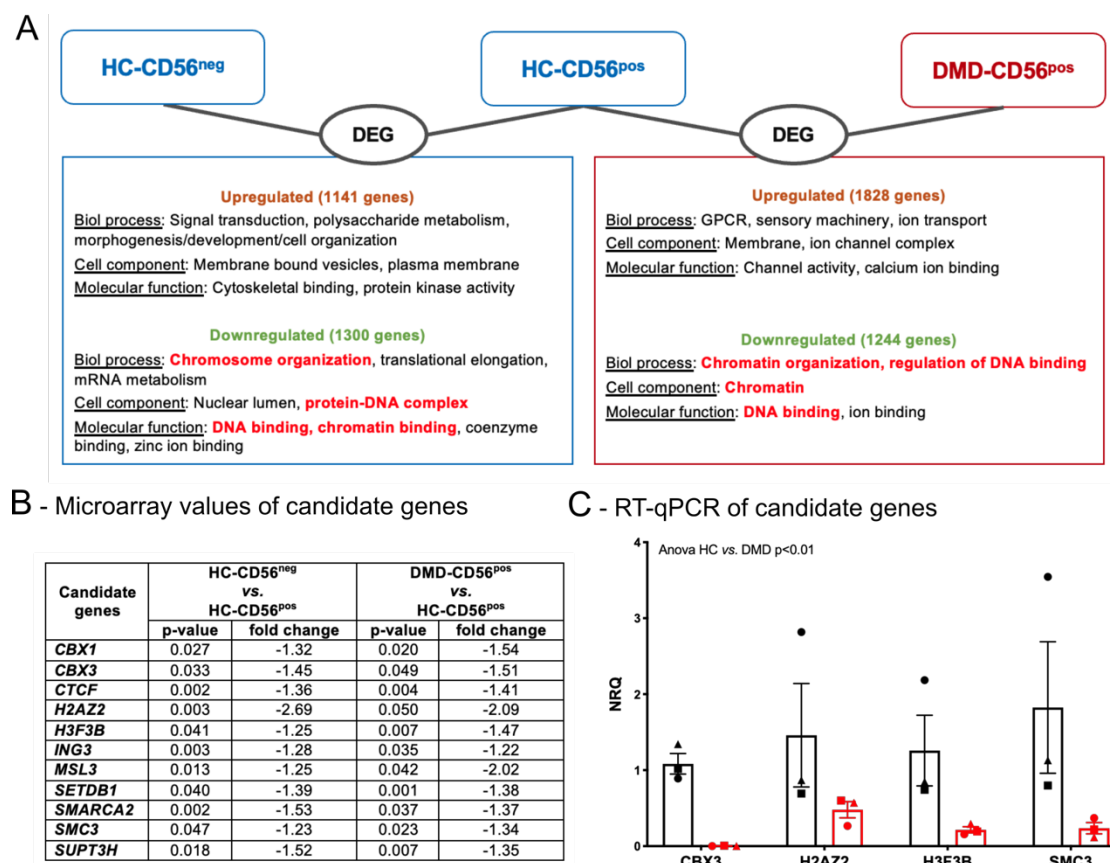 A
HC-CD56neg
HC-CD56pos
DMD-CD56pos
DEG
DEG
Upregulated (1141 genes)
Biol process: Signal transduction, polysaccharide metabolism,
morphogenesis/development/cell organization
Cell component: Membrane bound vesicles, plasma membrane
Molecular function: Cytoskeletal binding, protein kinase activity
Downregulated (1300 genes)
Biol process: Chromosome organization, translational elongation,
mRNA metabolism
Cell component: Nuclear lumen, protein-DNA complex
Molecular function: DNA binding, chromatin binding, coenzyme
binding, zinc ion binding
Upregulated (1828 genes)
Biol process: GPCR, sensory machinery, ion transport
Cell component: Membrane, ion channel complex
Molecular function: Channel activity, calcium ion binding
Downregulated (1244 genes)
Biol process: Chromatin organization, regulation of DNA binding
Cell component: Chromatin
Molecular function: DNA binding, ion binding
B - Microarray values of candidate genes
Candidate
genes
HC-CD56neg
vs.
HC-CD56pos
DMD-CD56pos
vs.
HC-CD56pos
p-value fold change p-value fold change
CBX1 0.027 -1.32 0.020 -1.54
CBX3 0.033 -1.45 0.049 -1.51
CTCF 0.002 -1.36 0.004 -1.41
H2AZ2 0.003 -2.69 0.050 -2.09
H3F3B 0.041 -1.25 0.007 -1.47
ING3 0.003 -1.28 0.035 -1.22
MSL3 0.013 -1.25 0.042 -2.02
SETDB1 0.040 -1.39 0.001 -1.38
SMARCA2 0.002 -1.53 0.037 -1.37
SMC3 0.047 -1.23 0.023 -1.34
SUPT3H 0.018 -1.52 0.007 -1.35
C - RT-qPCR of candidate genes
Anova HC vs. DMD p<0.01
NRQ
4
3
2
1
0
CBX3 H2AZ2 H3F3B SMC3